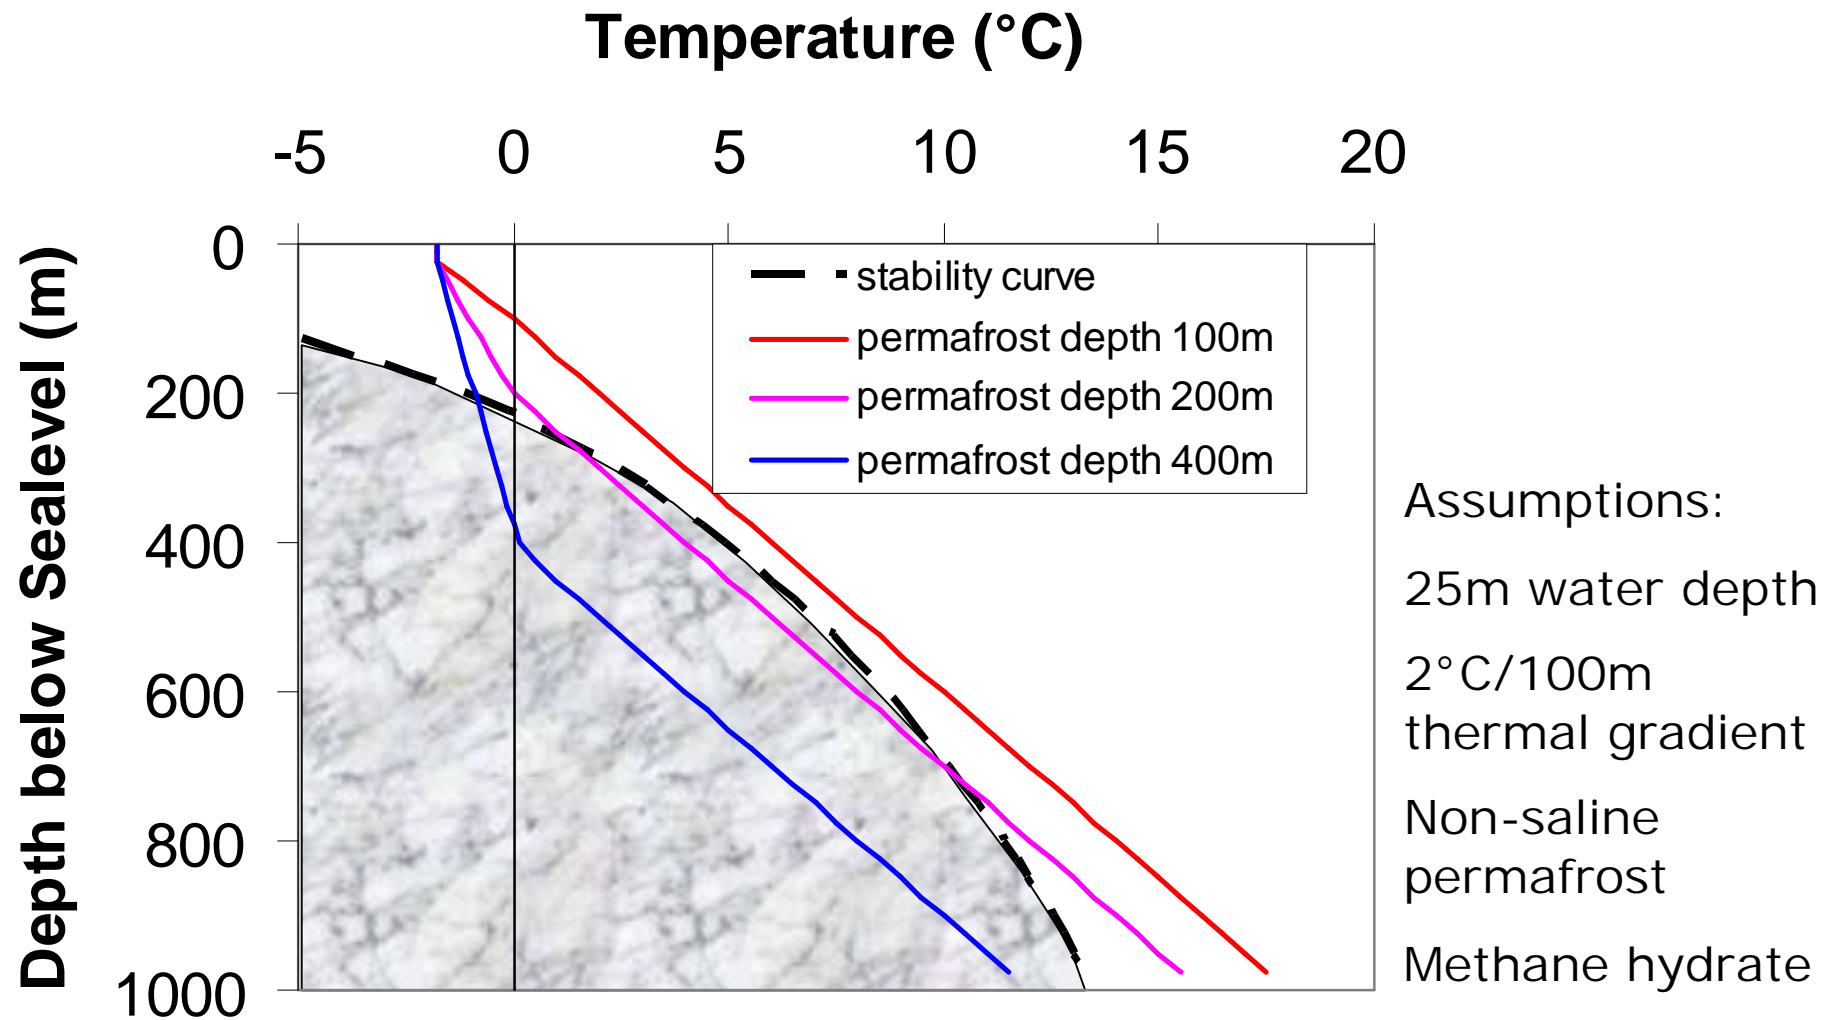 Temperature (°C)
-5 0 5 10 15 20
Depth below Sealevel (m)
0
200
400
600
800
1000
stability curve
permafrost depth 100m
permafrost depth 200m
permafrost depth 400m
Assumptions:
25m water depth
2°C/100m
thermal gradient
Non-saline
permafrost
Methane hydrate